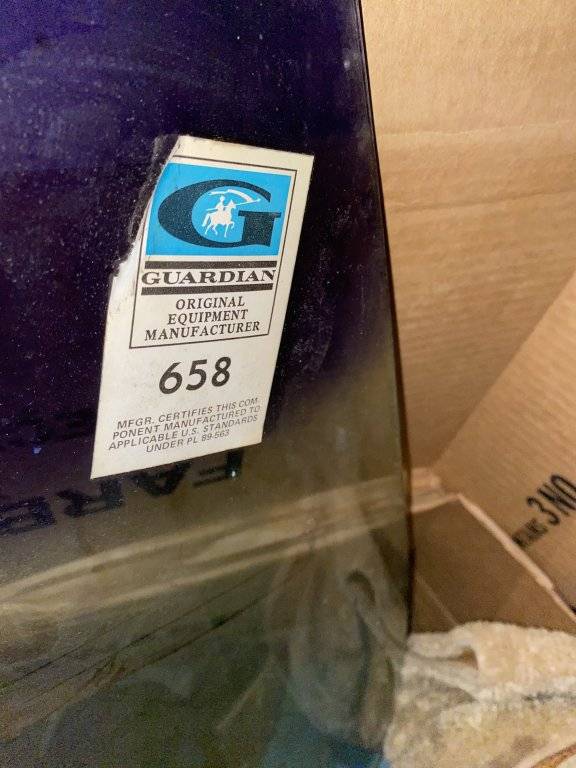 G
GUARDIAN
ORIGINAL
EQUIPMENT
MANUFACTURER
658
MFGR. CERTIFIES THIS COM-
PONENT MANUFACTURED TO
APPLICABLE U.S. STANDARDS
UNDER PL 89-563